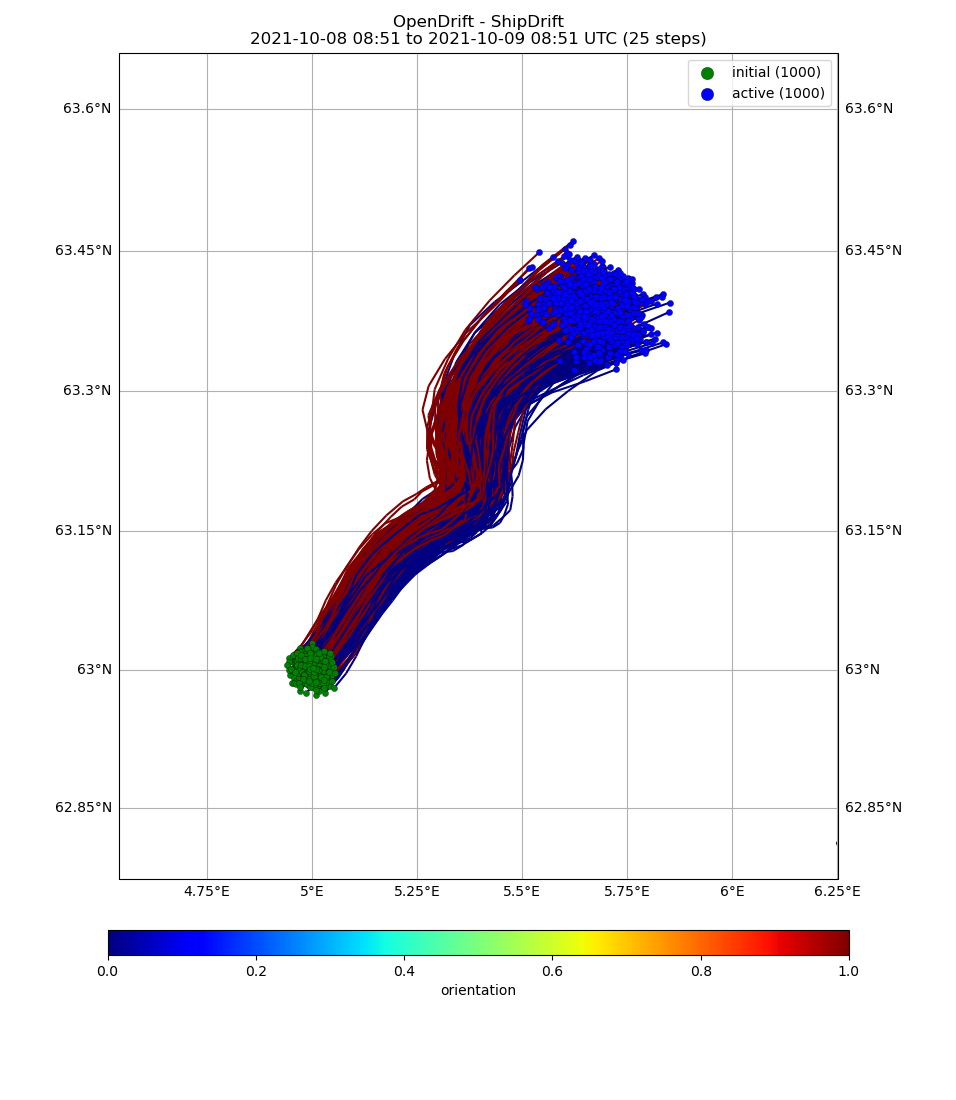 OpenDrift - ShipDrift
2021-10-08 08:51 to 2021-10-09 08:51 UTC (25 steps)
initial (1000)
active (1000)
63.6°N 63.6°N
63.45°N 63.45°N
63.3°N 63.3°N
63.15°N 63.15°N
63°N 63°N
62.85°N 62.85°N
4.75°E 5°E 5.25°E 5.5°E 5.75°E 6°E 6.25°E
0.0 0.2 0.4 0.6 0.8 1.0
orientation